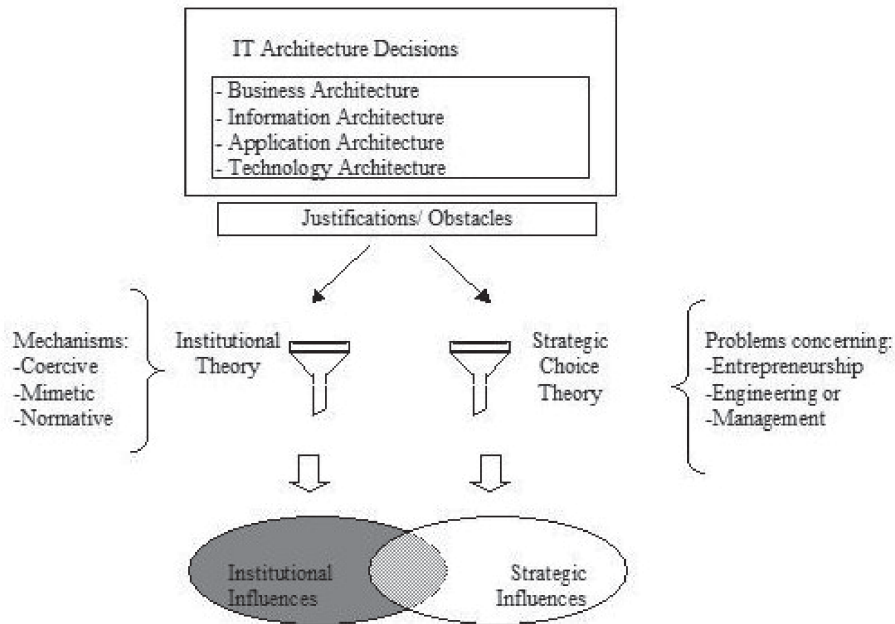 IT Architecture Decisions
- Business Architecture
- Information Architecture
- Application Architecture
- Technology Architecture
Justifications/ Obstacles
Mechanisms:
-Coercive
-Mimetic
-Normative
Institutional
Theory
Strategic
Choice
Theory
Problems concerning:
-Entrepreneurship
-Engineering or
-Management
Institutional
Influences
Strategic
Influences